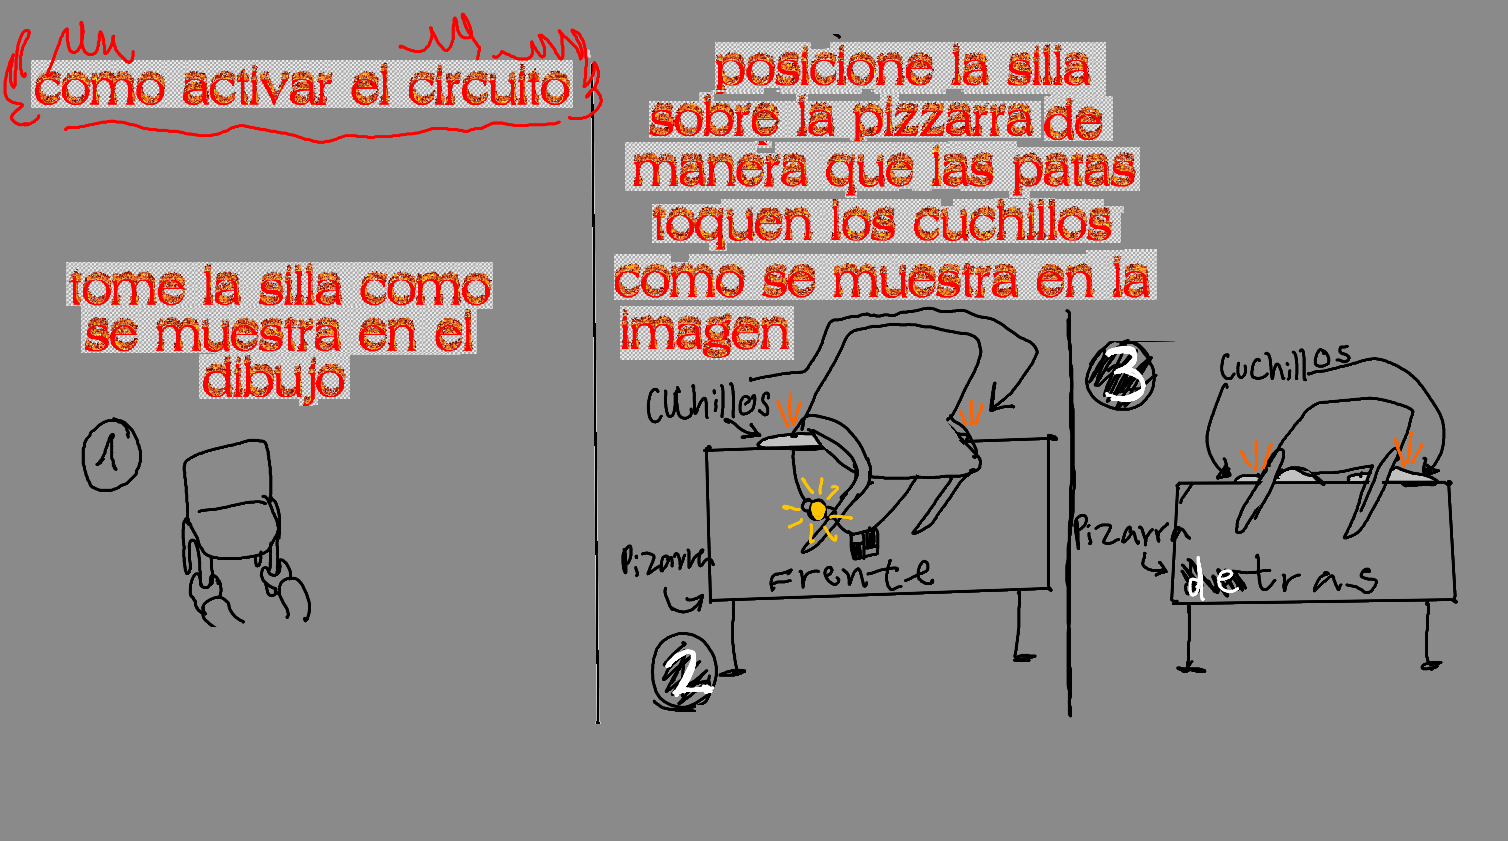 como activar el circuito
tome la silla como
se muestra en el
dibujo
1
posicione la silla
sobre la pizzarra de
manera que las patas
toquen los cuchillos
como se muestra en la
imagen
cuchillos
Pizarra
Frente
2
3
cuchillos
Pizarra
detras